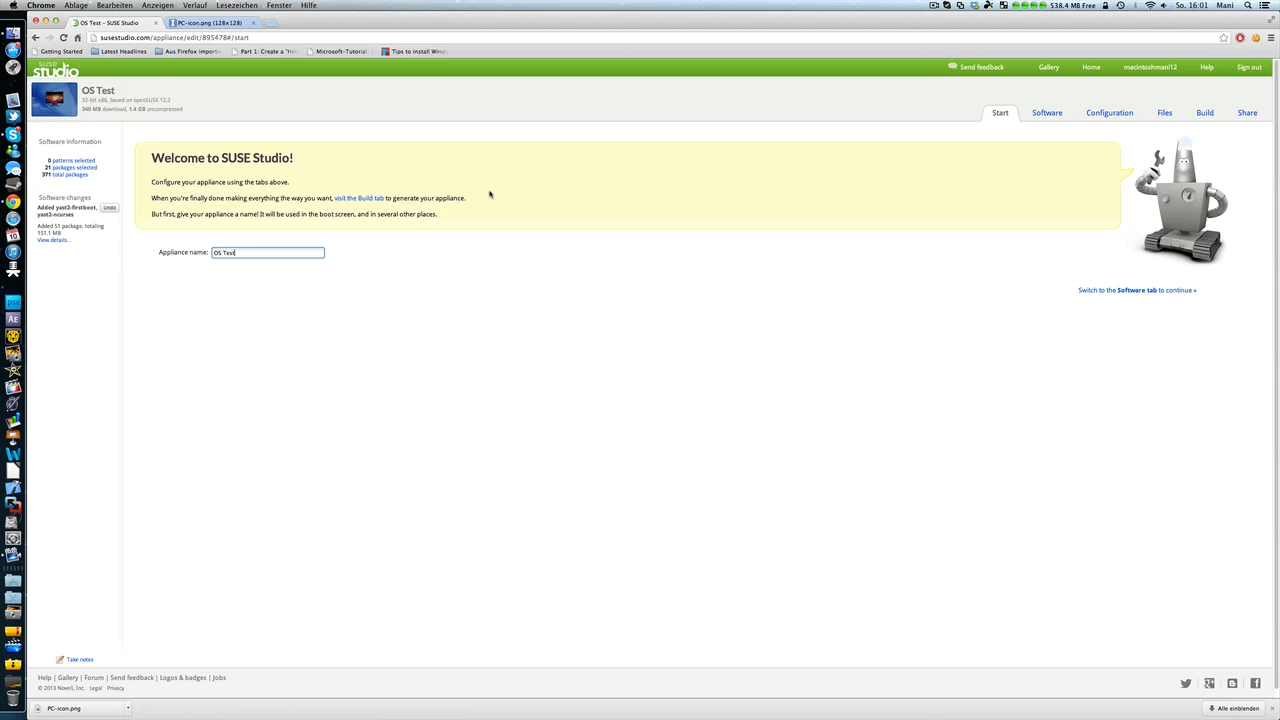 Chrome Ablage Bearbeiten Anzeigen Verlauf Lesezeichen Fenster Hilfe 538.4 MB Free So. 16:01 Mani
OS Test – SUSE Studio PC-icon.png (128×128)
susestudio.com/appliance/edit/895478#/start
Getting Started Latest Headlines Aus Firefox import Part 1: Create a "He Microsoft-Tutorial Tips to install Wind
suse studio Send feedback Gallery Home macintoshmani12 Help Sign out
OS Test
32-bit x86, based on openSUSE 12.2
340 MB download, 1.4 GB uncompressed
Start Software Configuration Files Build Share
Software information
0 patterns selected
21 packages selected
371 total packages
Software changes
Added yast2-firstboot, yast2-ncurses Undo
Added 51 package, totaling
151.1 MB
View details...
Welcome to SUSE Studio!
Configure your appliance using the tabs above.
When you're finally done making everything the way you want, visit the Build tab to generate your appliance.
But first, give your appliance a name! It will be used in the boot screen, and in several other places.
Appliance name: OS Test
Switch to the Software tab to continue »
Take notes
Help | Gallery | Forum | Send feedback | Logos & badges | Jobs
© 2013 Novell, Inc. Legal Privacy
PC-icon.png Alle einblenden